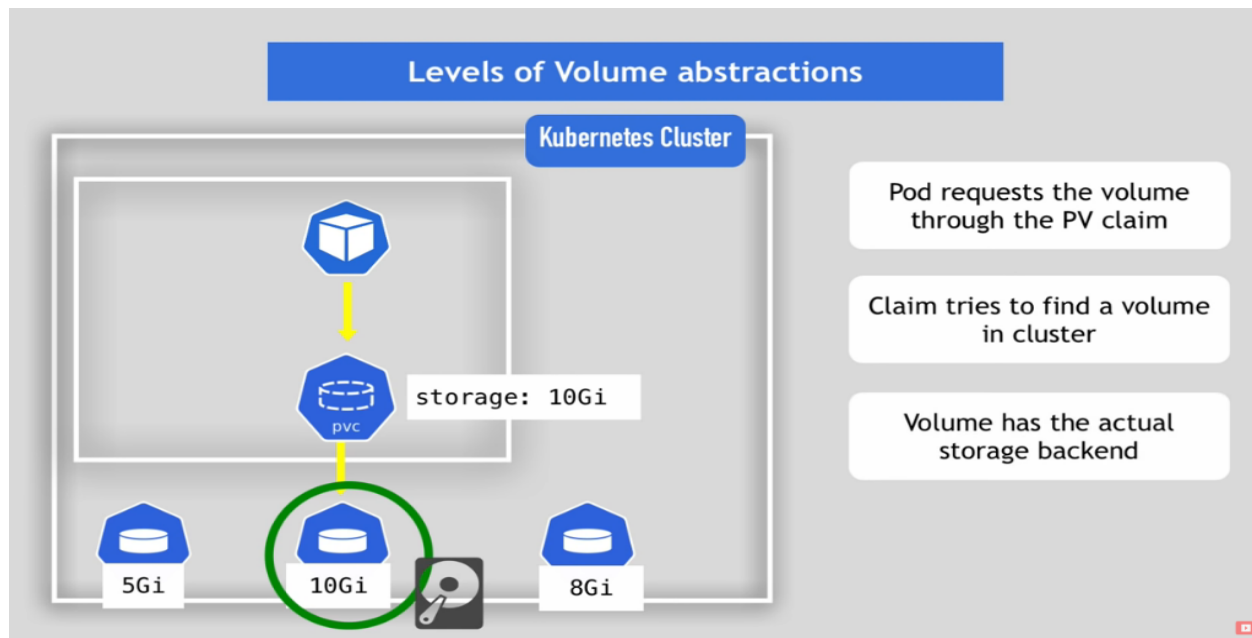 Levels of Volume abstractions
Kubernetes Cluster
Pod requests the volume
through the PV claim
Claim tries to find a volume
in cluster
Volume has the actual
storage backend
storage: 10Gi
pvc
5Gi
10Gi
8Gi